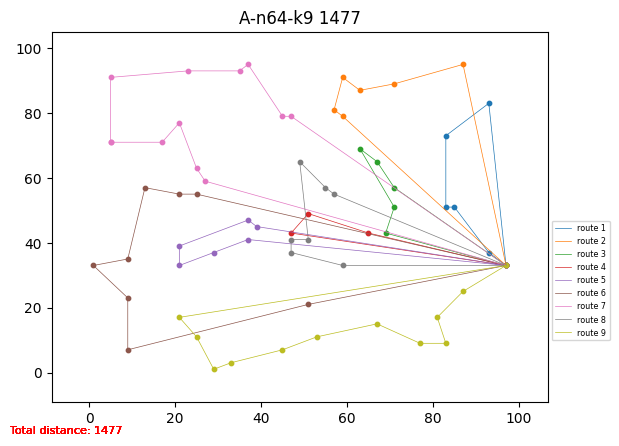 A-n64-k9 1477
100
80
60
40
20
0
0 20 40 60 80 100
route 1
route 2
route 3
route 4
route 5
route 6
route 7
route 8
route 9
Total distance: 1477